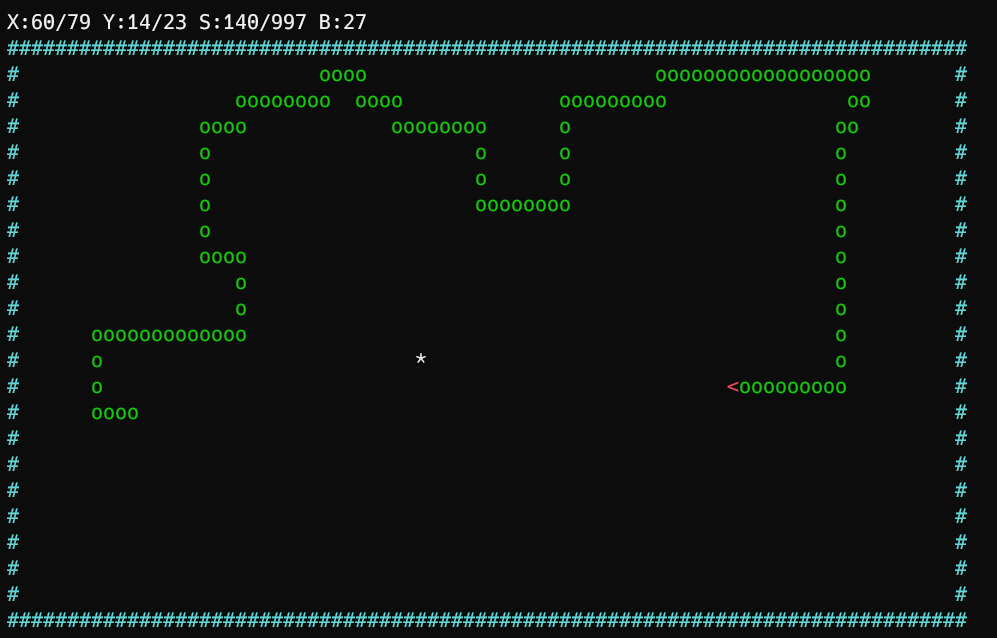 X:60/79 Y:14/23 S:140/997 B:27
################################################################################
#                         oooo                        oooooooooooooooooo       #
#                  oooooooo  oooo             ooooooooo               oo       #
#               oooo            oooooooo      o                      oo        #
#               o                      o      o                      o         #
#               o                      o      o                      o         #
#               o                      oooooooo                      o         #
#               o                                                    o         #
#               oooo                                                 o         #
#                  o                                                 o         #
#                  o                                                 o         #
#      ooooooooooooo                                                 o         #
#      o                          *                                  o         #
#      o                                                    <ooooooooo         #
#      oooo                                                                    #
#                                                                              #
#                                                                              #
#                                                                              #
#                                                                              #
#                                                                              #
#                                                                              #
#                                                                              #
################################################################################